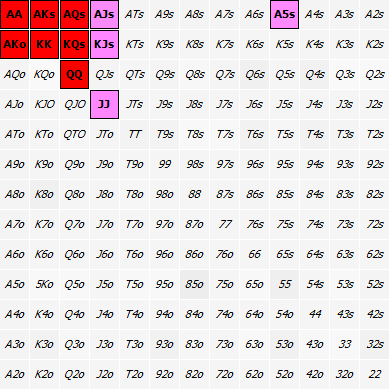 AA AKs AQs AJs ATs A9s A8s A7s A6s A5s A4s A3s A2s
AKo KK KQs KJs KTs K9s K8s K7s K6s K5s K4s K3s K2s
AQo KQo QQ QJs QTs Q9s Q8s Q7s Q6s Q5s Q4s Q3s Q2s
AJo KJO QJO JJ JTs J9s J8s J7s J6s J5s J4s J3s J2s
ATo KTo QTO JTo TT T9s T8s T7s T6s T5s T4s T3s T2s
A9o K9o Q9o J9o T9o 99 98s 97s 96s 95s 94s 93s 92s
A8o K8o Q8o J8o T8o 98o 88 87s 86s 85s 84s 83s 82s
A7o K7o Q7o J7o T7o 97o 87o 77 76s 75s 74s 73s 72s
A6o K6o Q6o J6o T6o 96o 86o 76o 66 65s 64s 63s 62s
A5o 5Ko Q5o J5o T5o 95o 85o 75o 65o 55 54s 53s 52s
A4o K4o Q4o J4o T4o 94o 84o 74o 64o 54o 44 43s 42s
A3o K3o Q3o J3o T3o 93o 83o 73o 63o 53o 43o 33 32s
A2o K2o Q2o J2o T2o 92o 82o 72o 62o 52o 42o 32o 22